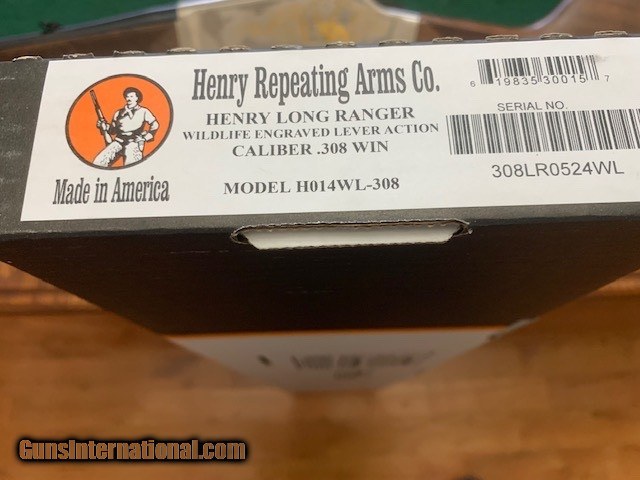 Henry Repeating Arms Co.
HENRY LONG RANGER
WILDLIFE ENGRAVED LEVER ACTION
CALIBER .308 WIN
MODEL H014WL-308
Made in America
6 19835 30015 7
SERIAL NO.
308LR0524WL
GunsInternational.com